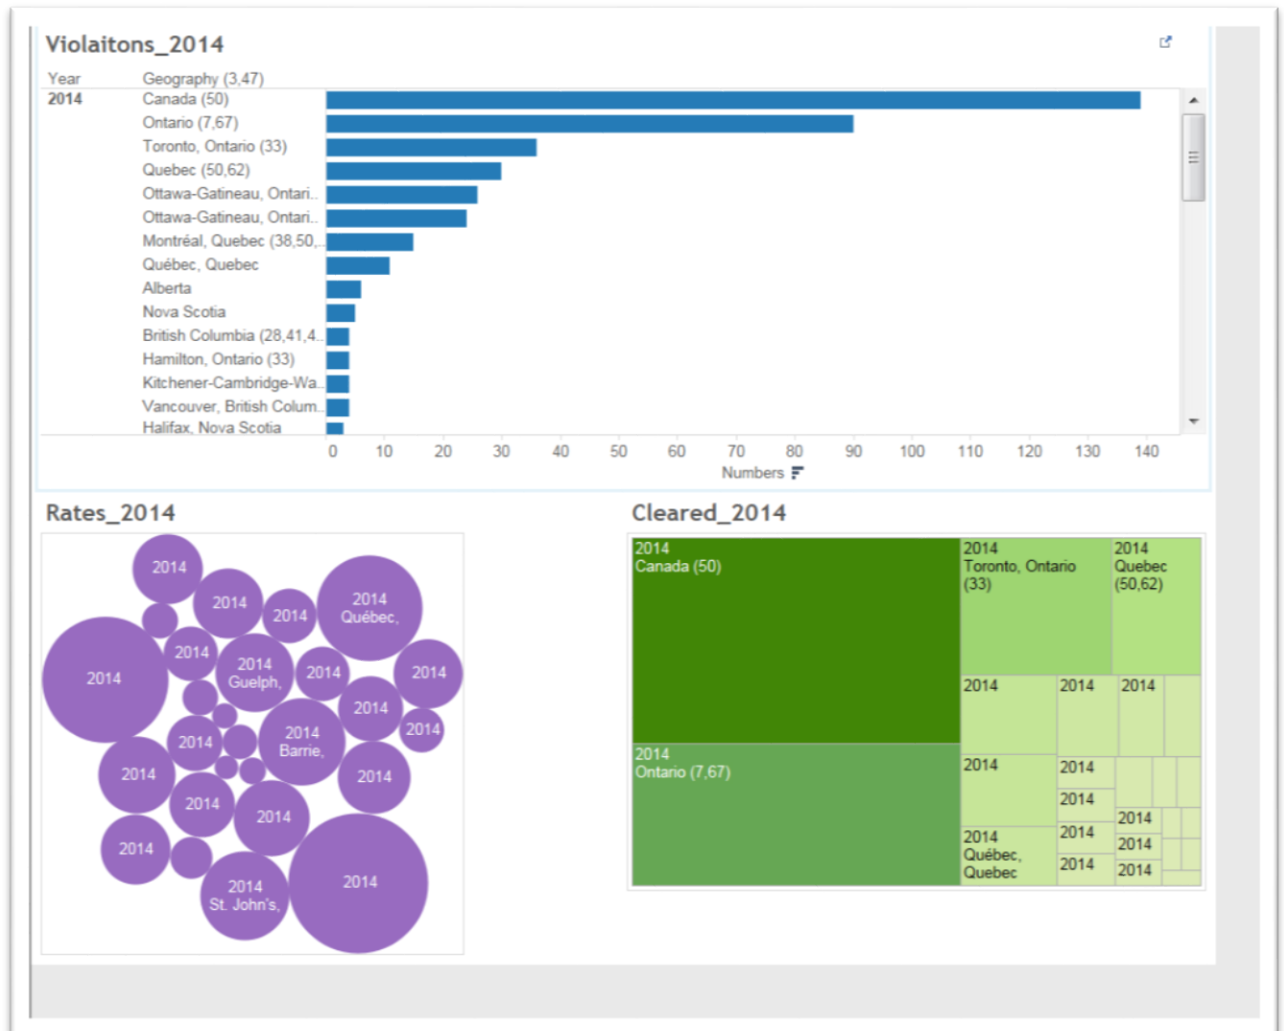 Violaitons_2014
Year Geography (3,47)
2014 Canada (50)
Ontario (7,67)
Toronto, Ontario (33)
Quebec (50,62)
Ottawa-Gatineau, Ontari..
Ottawa-Gatineau, Ontari..
Montréal, Quebec (38,50,..
Québec, Quebec
Alberta
Nova Scotia
British Columbia (28,41,4..
Hamilton, Ontario (33)
Kitchener-Cambridge-Wa..
Vancouver, British Colum..
Halifax, Nova Scotia
0 10 20 30 40 50 60 70 80 90 100 110 120 130 140
Numbers
Rates_2014
2014
2014
2014
2014
Québec,
2014
2014
Guelph,
2014
2014
2014
2014
2014
2014
2014
Barrie,
2014
2014
2014
2014
2014
2014
2014
St. John's,
2014
Cleared_2014
2014
Canada (50)
2014
Toronto, Ontario
(33)
2014
Quebec
(50,62)
2014
2014
2014
2014
Ontario (7,67)
2014
2014
2014
2014
2014
2014
2014
2014
2014
Québec,
Quebec